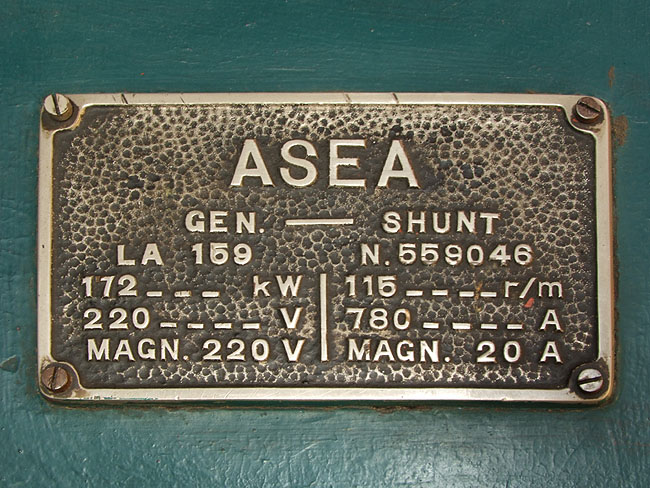 ASEA
GEN. — SHUNT
LA 159 N. 559046
172 _ _ _ kW 115 _ _ _ _ r/m
220 _ _ _ _ V 780 _ _ _ _ A
MAGN. 220 V MAGN. 20 A